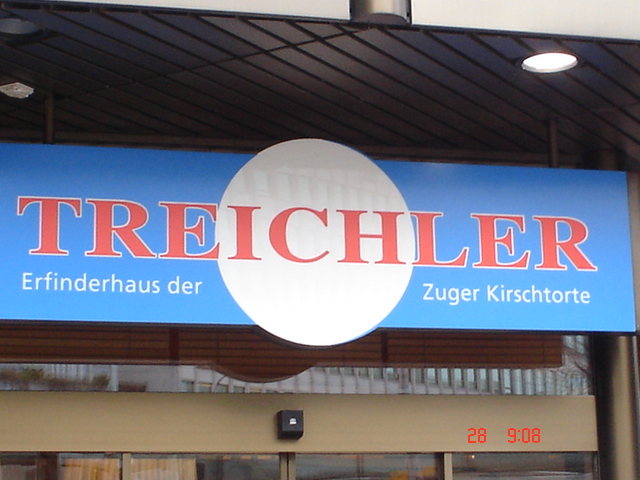 TREICHLER
Erfinderhaus der Zuger Kirschtorte
28 9:08